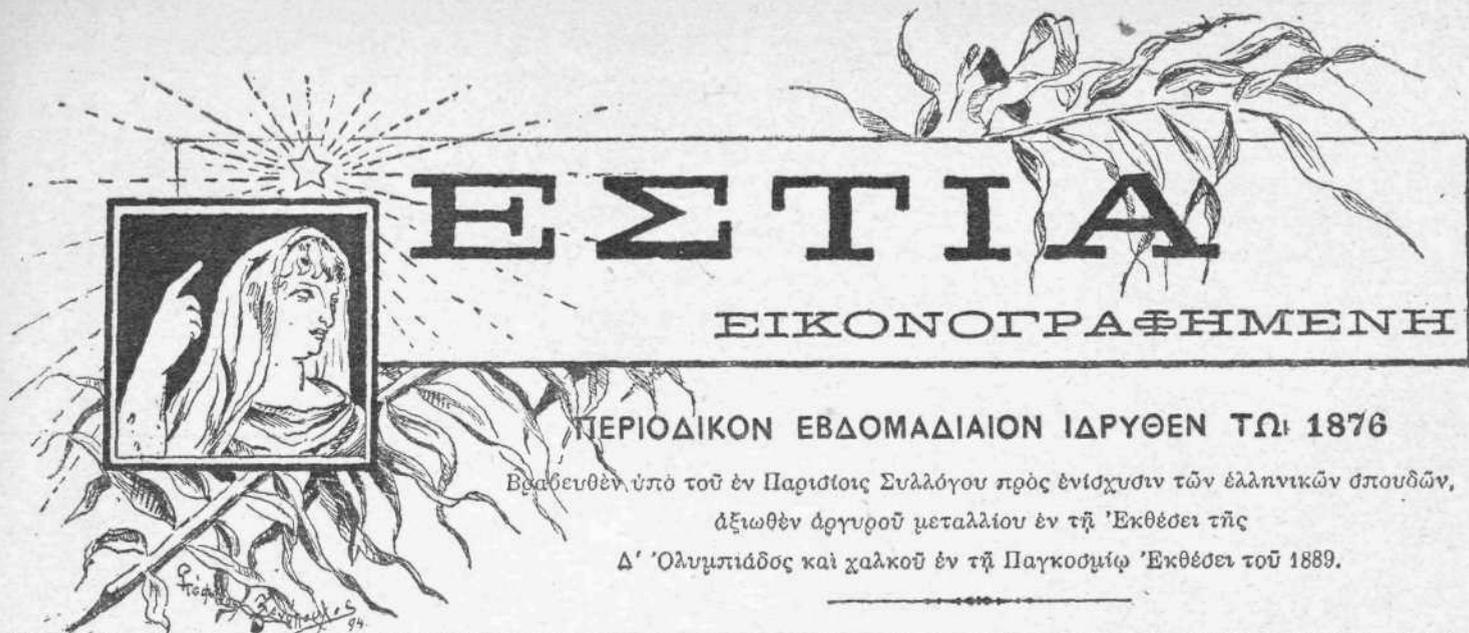 ΕΣΤΙΑ
ΕΙΚΟΝΟΓΡΑΦΗΜΕΝΗ
ΠΕΡΙΟΔΙΚΟΝ ΕΒΔΟΜΑΔΙΑΙΟΝ ΙΔΡΥΘΕΝ ΤΩι 1876
Βραβευθὲν ὑπὸ τοῦ ἐν Παρισίοις Συλλόγου πρὸς ἐνίσχυσιν τῶν ἑλληνικῶν σπουδῶν,
ἀξιωθὲν ἀργυροῦ μεταλλίου ἐν τῇ Ἐκθέσει τῆς
Δ′ Ὀλυμπιάδος καὶ χαλκοῦ ἐν τῇ Παγκοσμίῳ Ἐκθέσει τοῦ 1889.
94